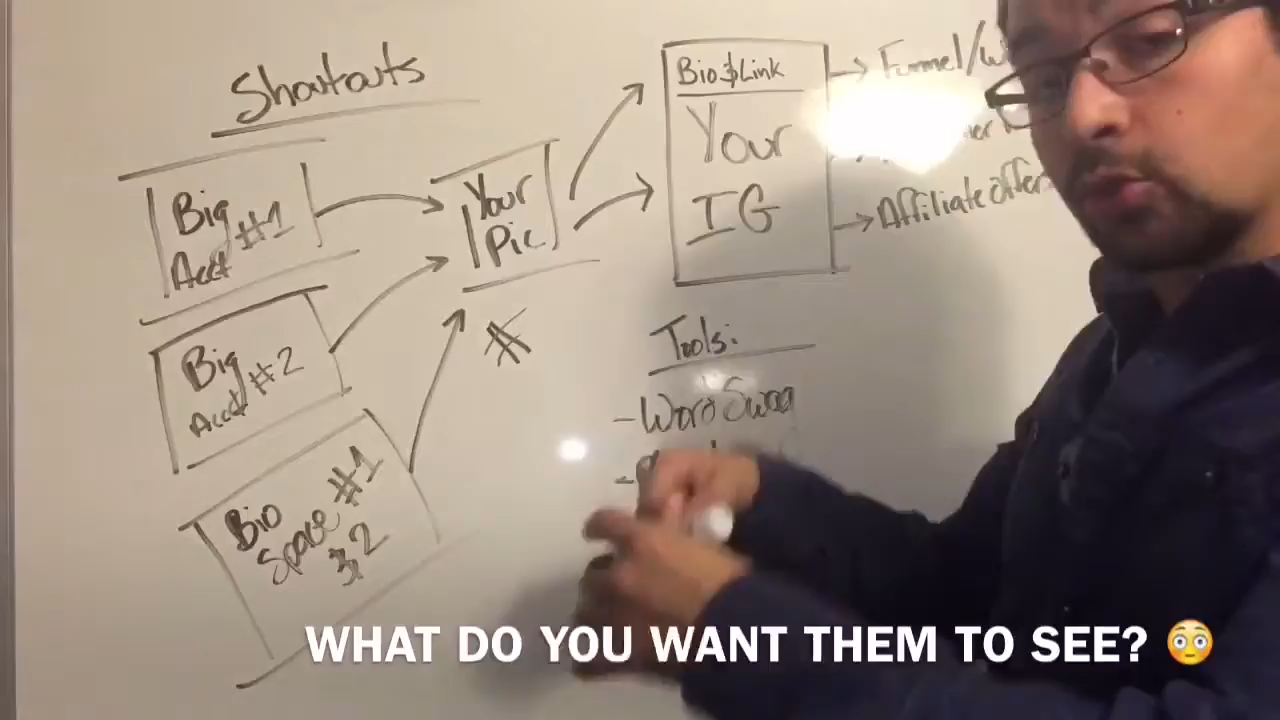 Shoutouts
Big
Acct #1
Big
Acct #2
Bio
Space #1
& 2
Your
Pic
#
Bio & Link
Your
IG
Funnel/
Affiliate Offer
Tools:
- Word Swag
-
WHAT DO YOU WANT THEM TO SEE? 😳